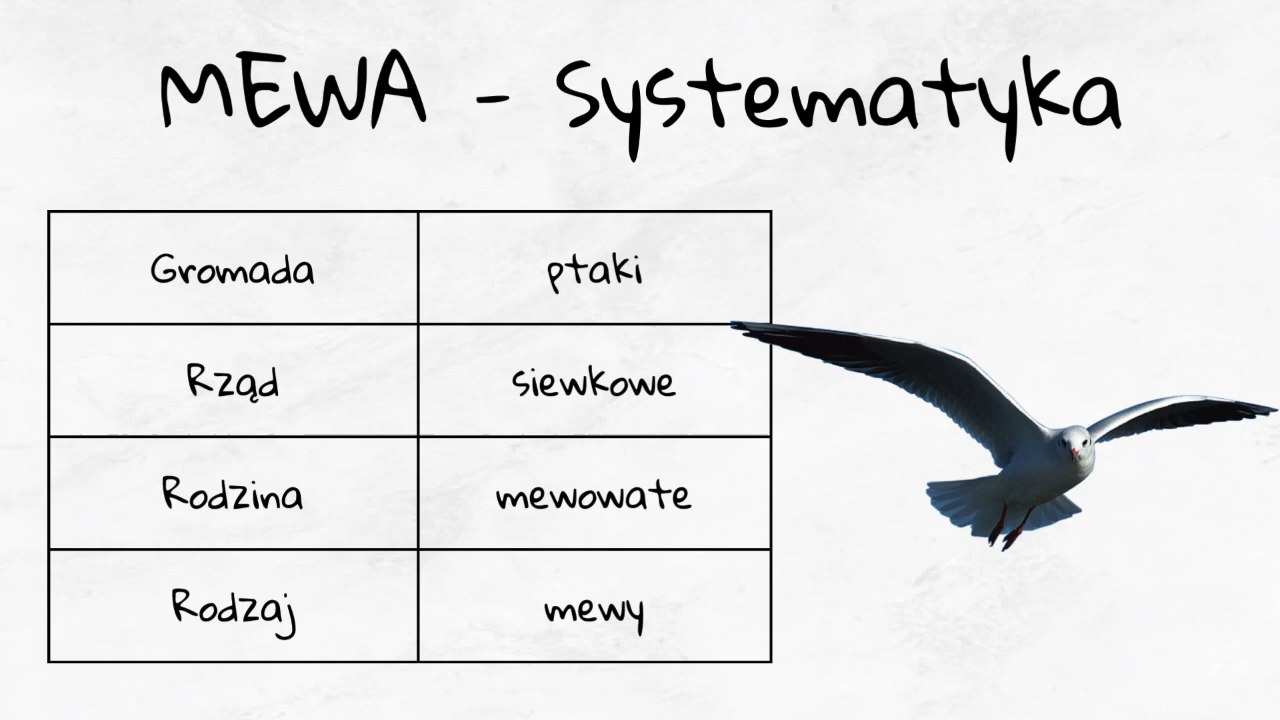 MEWA - Systematyka
Gromada ptaki
Rząd siewkowe
Rodzina mewowate
Rodzaj mewy